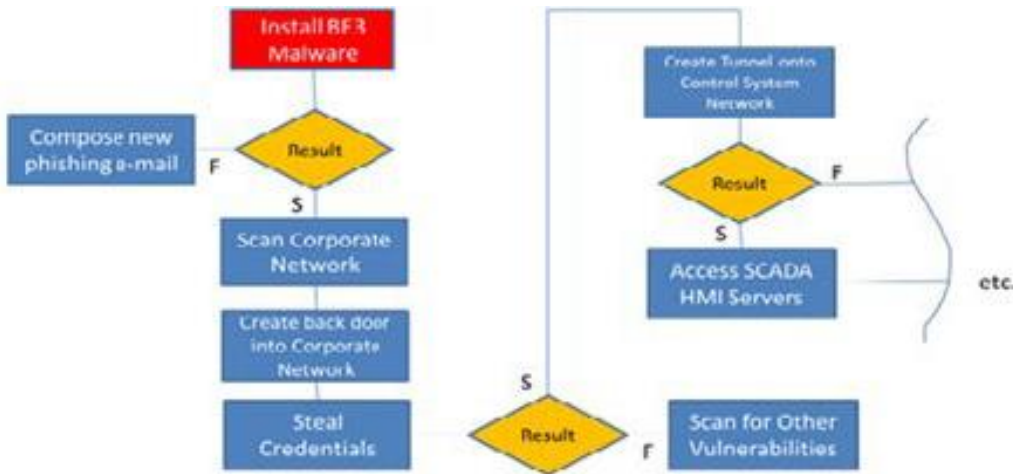 Install BE3
Malware
Compose new
phishing e-mail
F
Result
S
Scan Corporate
Network
Create back door
into Corporate
Network
Steal
Credentials
Result
S
F
Scan for Other
Vulnerabilities
Create Tunnel onto
Control System
Network
Result
F
S
Access SCADA
HMI Servers
etc.